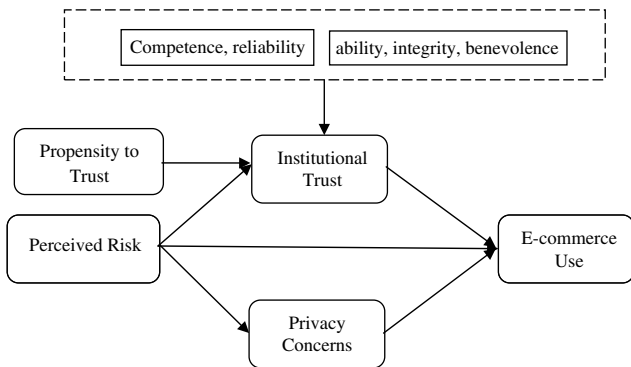 Competence, reliability
ability, integrity, benevolence
Propensity to
Trust
Institutional
Trust
Perceived Risk
E-commerce
Use
Privacy
Concerns